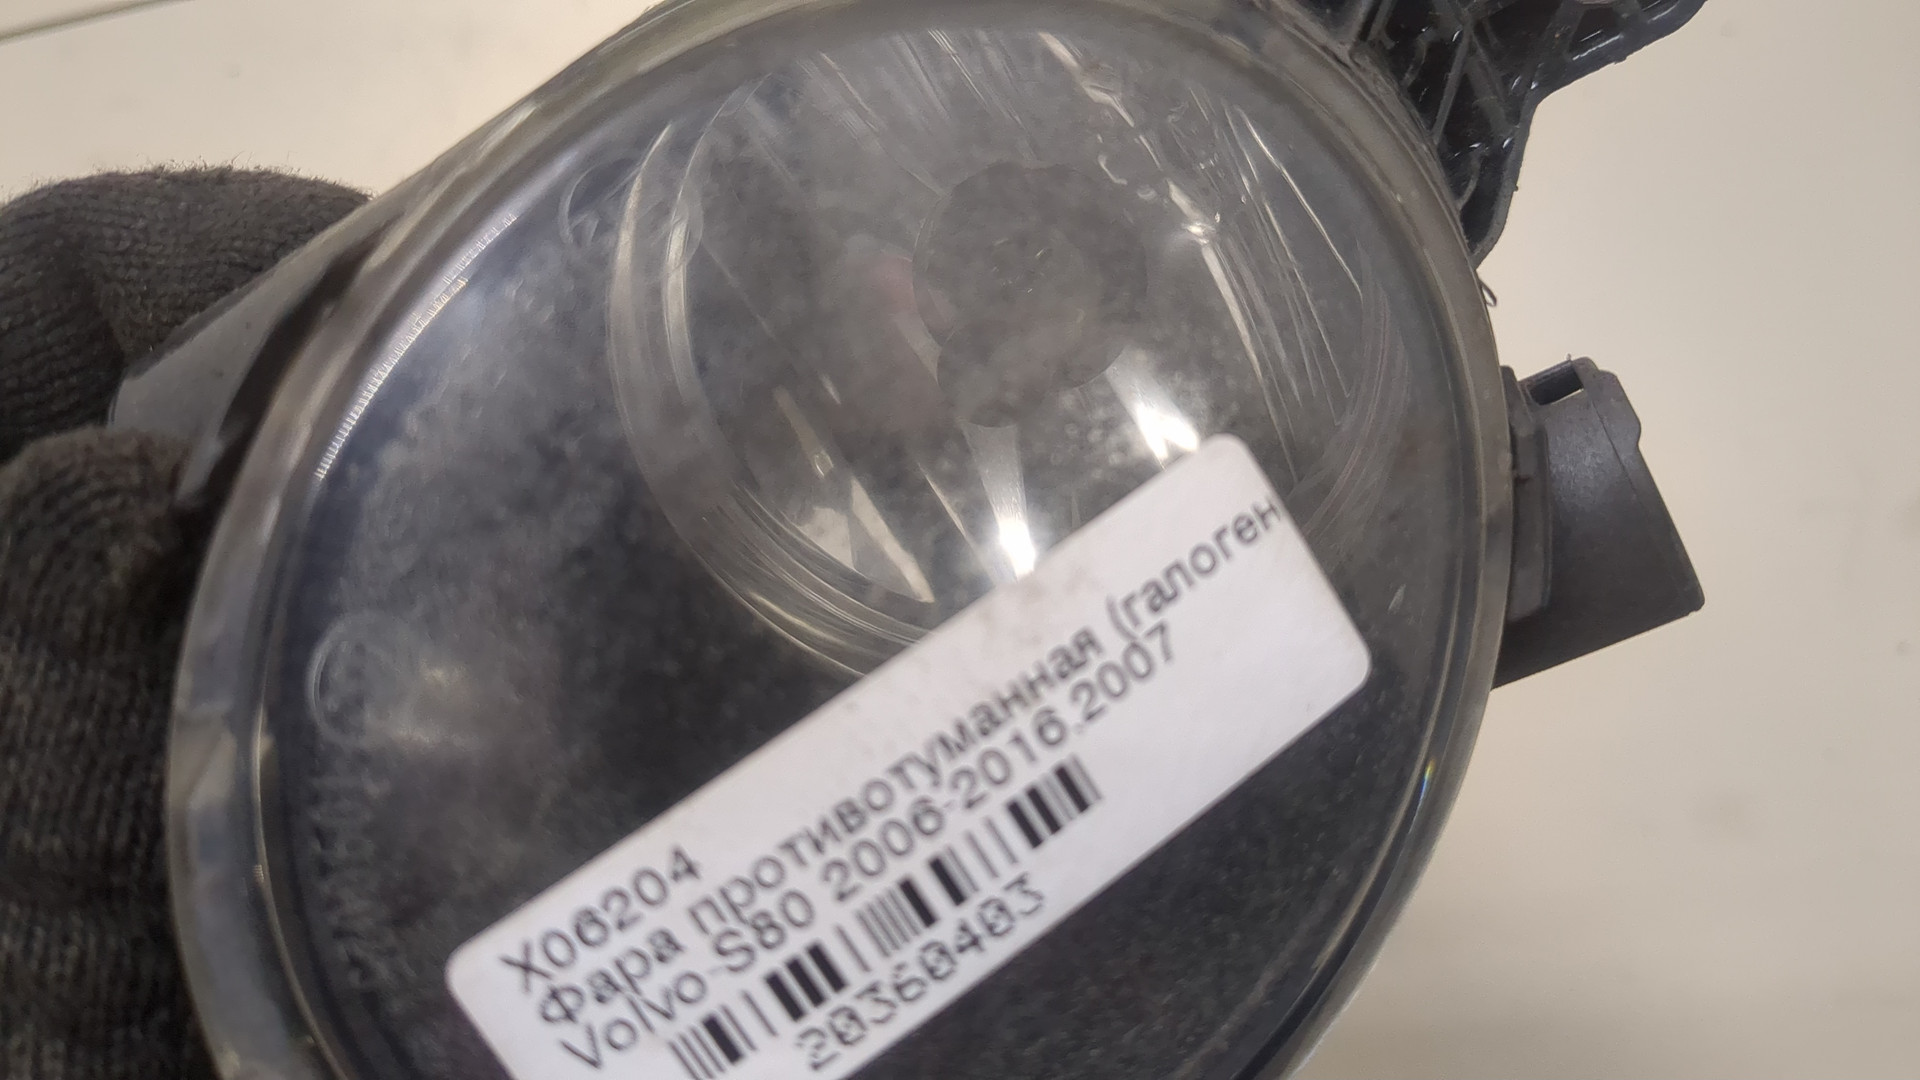 X06204
Фара противотуманная (галоген
Volvo-S80 2006-2016.2007
20360403